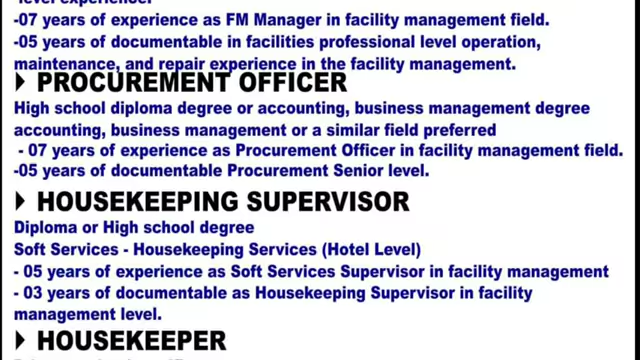 level experience.
-07 years of experience as FM Manager in facility management field.
-05 years of documentable in facilities professional level operation,
maintenance, and repair experience in the facility management.
PROCUREMENT OFFICER
High school diploma degree or accounting, business management degree
accounting, business management or a similar field preferred
- 07 years of experience as Procurement Officer in facility management field.
-05 years of documentable Procurement Senior level.
HOUSEKEEPING SUPERVISOR
Diploma or High school degree
Soft Services - Housekeeping Services (Hotel Level)
- 05 years of experience as Soft Services Supervisor in facility management
- 03 years of documentable as Housekeeping Supervisor in facility
management level.
HOUSEKEEPER